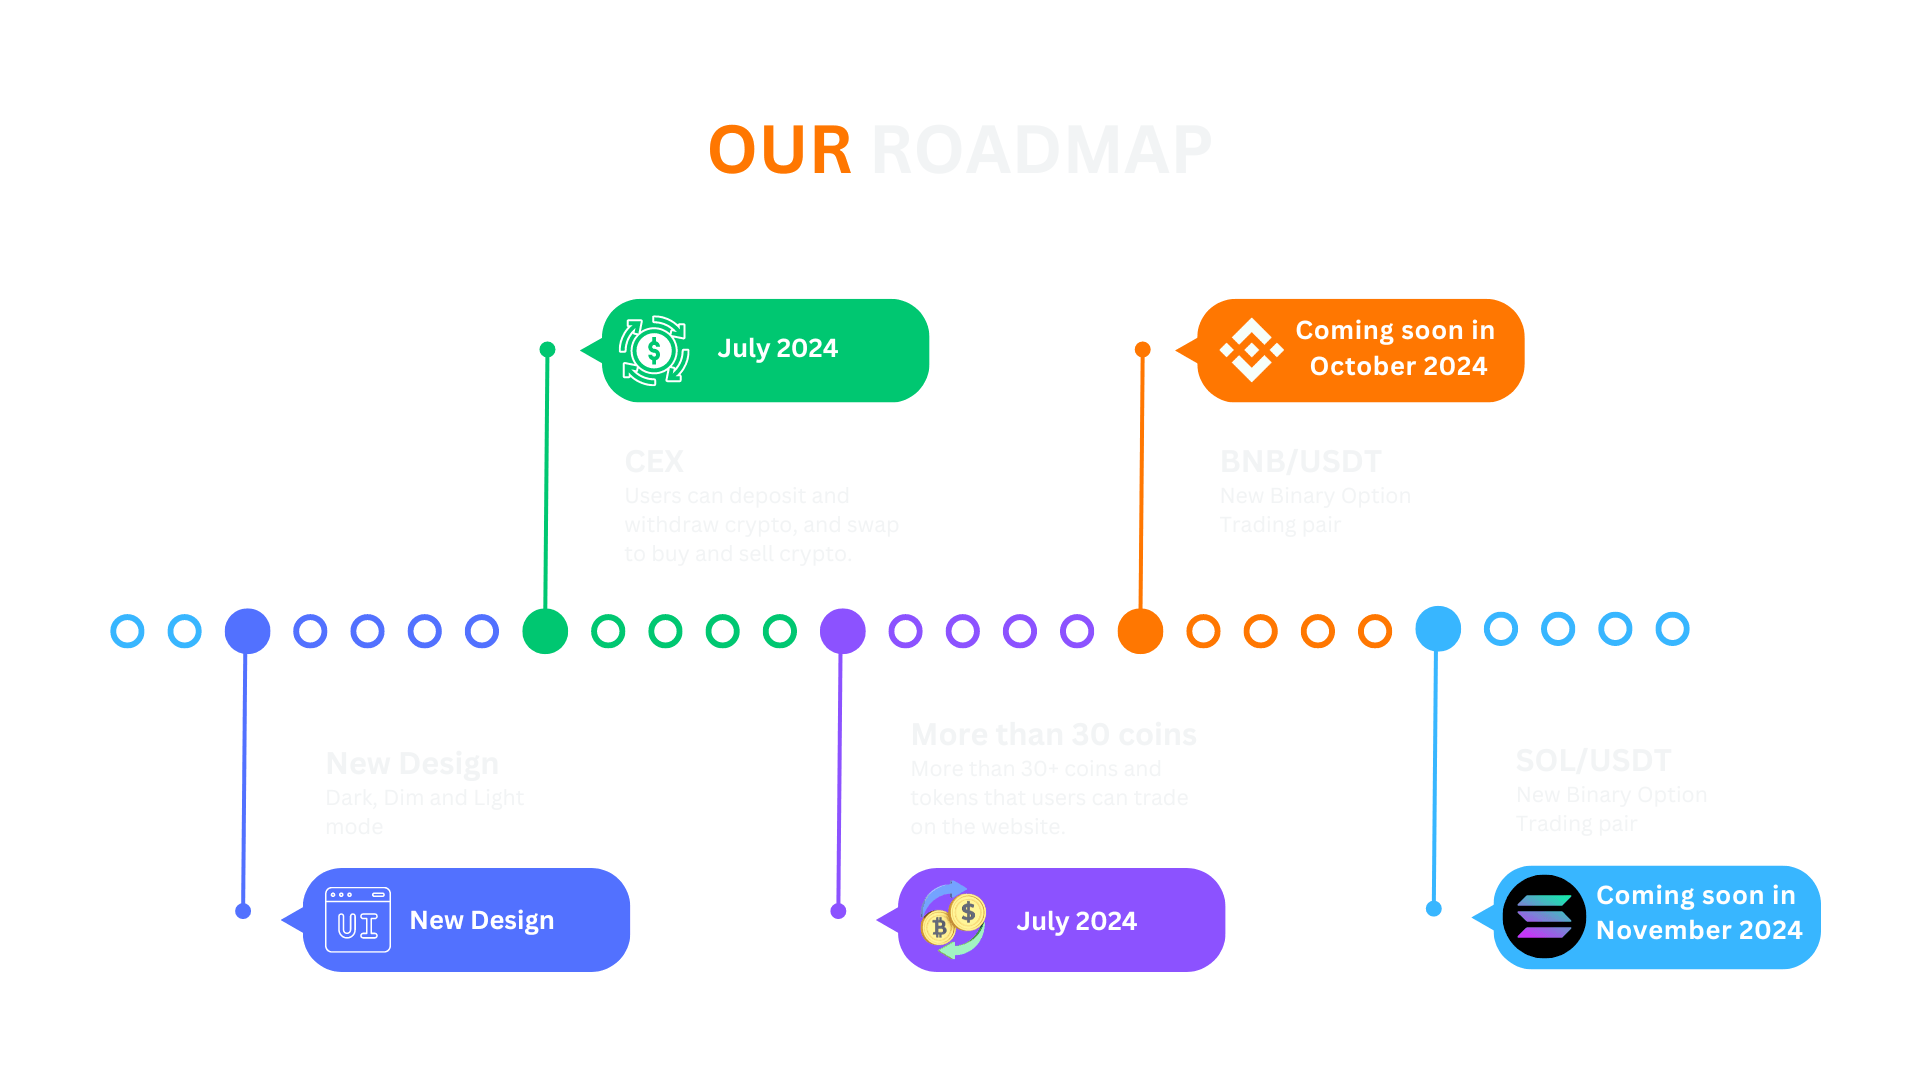 OUR ROADMAP
July 2024
CEX
Users can deposit and
withdraw crypto, and swap
to buy and sell crypto.
Coming soon in
October 2024
BNB/USDT
New Binary Option
Trading pair
New Design
Dark, Dim and Light
mode
UI
New Design
More than 30 coins
More than 30+ coins and
tokens that users can trade
on the website.
July 2024
SOL/USDT
New Binary Option
Trading pair
Coming soon in
November 2024